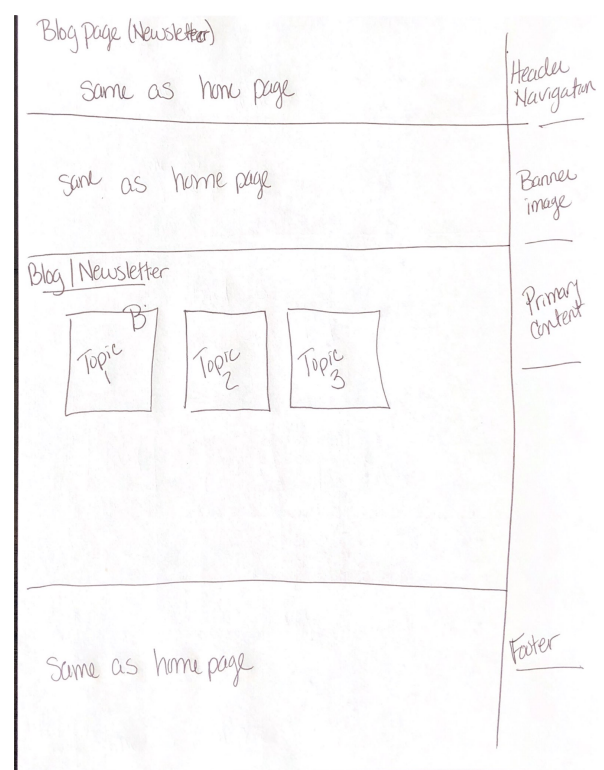 Blog page (Newsletter)
Same as home page
Header
Navigation
Same as home page
Banner
image
Blog | Newsletter
Primary
Content
B
Topic
1
Topic
2
Topic
3
Same as home page
Footer